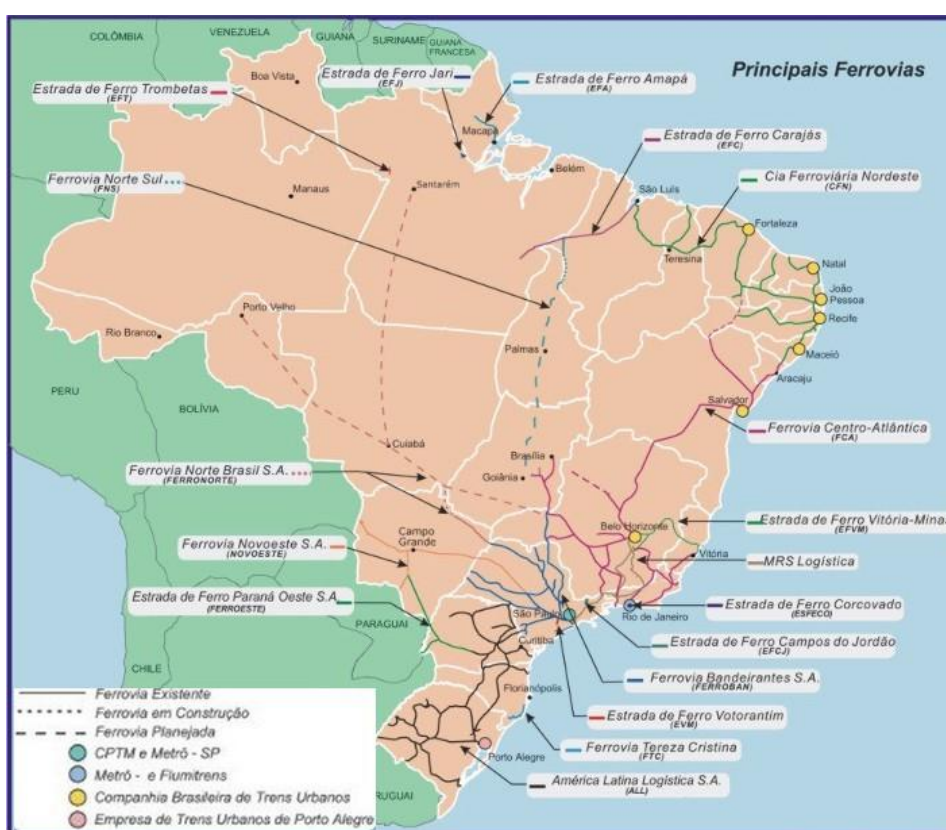 COLÔMBIA
VENEZUELA
GUIANA
SURINAME
GUIANA
FRANCESA
Principais Ferrovias
Boa Vista
Estrada de Ferro Jari
(EFJ)
Estrada de Ferro Amapá
(EFA)
Estrada de Ferro Trombetas
(EFT)
Macapá
Estrada de Ferro Carajás
(EFC)
Belém
Ferrovia Norte Sul
(FNS)
Manaus
Santarém
São Luís
Cia Ferroviária Nordeste
(CFN)
Fortaleza
Teresina
Natal
João
Pessoa
Porto Velho
Recife
Rio Branco
Palmas
Maceió
Aracaju
PERU
BOLÍVIA
Salvador
Ferrovia Centro-Atlântica
(FCA)
Cuiabá
Brasília
Goiânia
Ferrovia Norte Brasil S.A.
(FERRONORTE)
Campo
Grande
Belo Horizonte
Estrada de Ferro Vitória-Minas
(EFVM)
Ferrovia Novoeste S.A.
(NOVOESTE)
Vitória
MRS Logística
Estrada de Ferro Paraná Oeste S.A.
(FERROESTE)
São Paulo
Rio de Janeiro
Estrada de Ferro Corcovado
(ESFECO)
PARAGUAI
Curitiba
Estrada de Ferro Campos do Jordão
(EFCJ)
CHILE
Ferrovia Bandeirantes S.A.
(FERROBAN)
Florianópolis
Estrada de Ferro Votorantim
(EVM)
Ferrovia Tereza Cristina
(FTC)
Porto Alegre
América Latina Logística S.A.
(ALL)
RUGUAI
Ferrovia Existente
Ferrovia em Construção
Ferrovia Planejada
CPTM e Metrô - SP
Metrô - e Flumitrens
Companhia Brasileira de Trens Urbanos
Empresa de Trens Urbanos de Porto Alegre